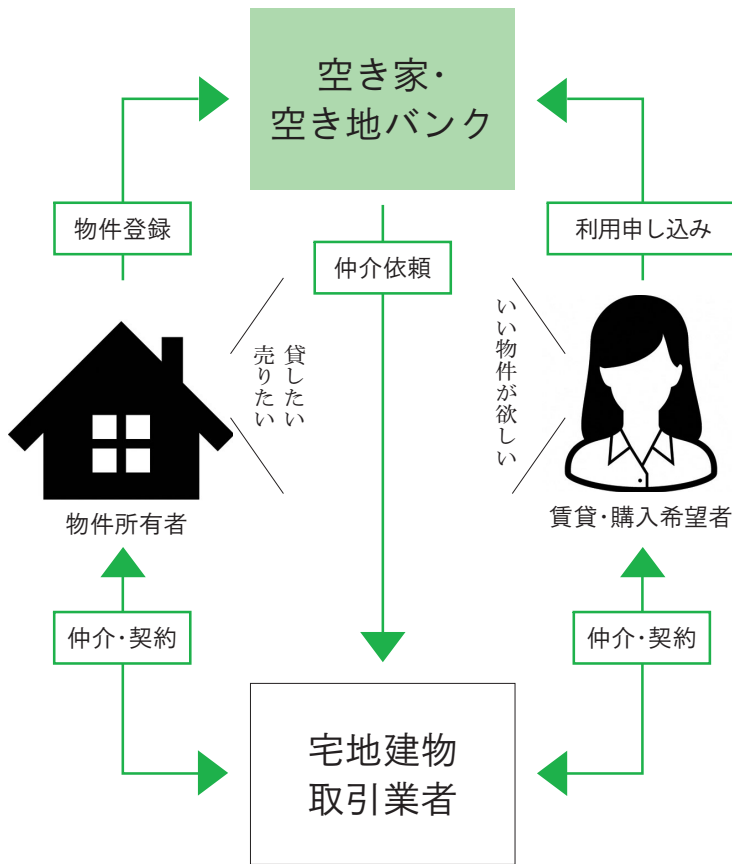 空き家・
空き地バンク
物件登録
利用申し込み
仲介依頼
貸したい
売りたい
いい物件が欲しい
物件所有者
賃貸・購入希望者
仲介・契約
仲介・契約
宅地建物
取引業者